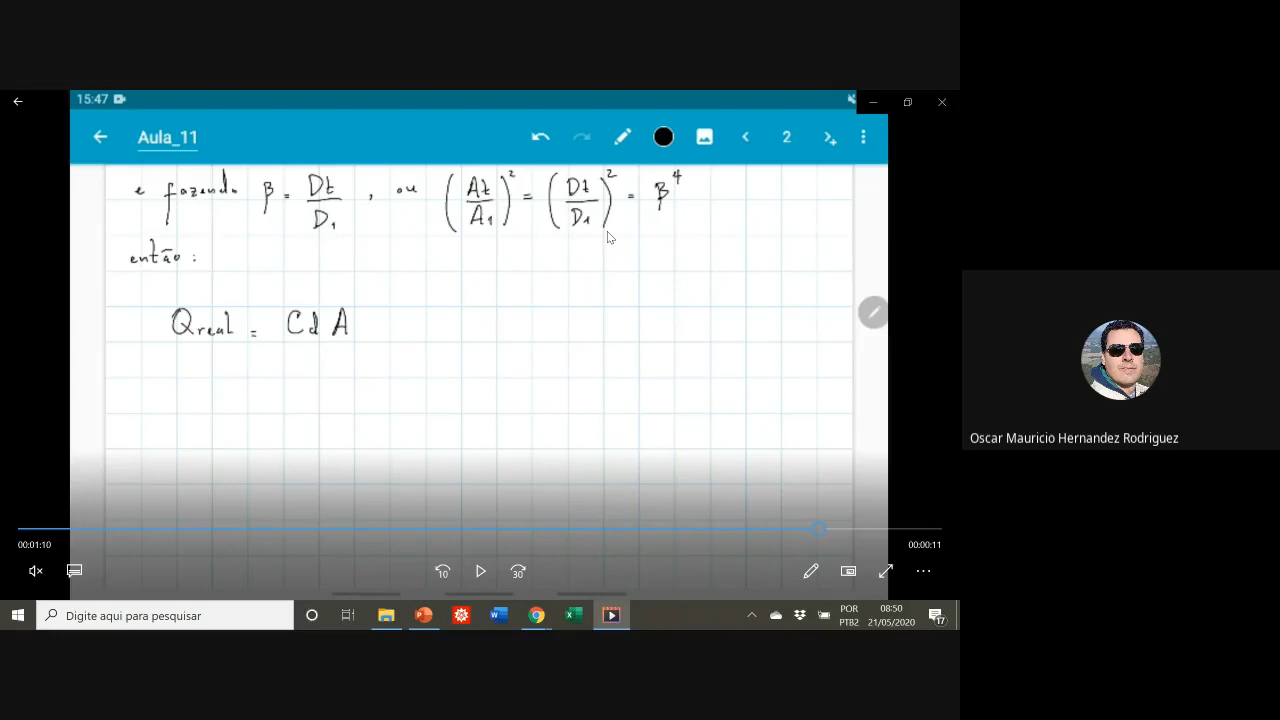 15:47
Aula_11
2
e fazendo β = Dt/D1 , ou (At/A1)² = (Dt/D1)² = β⁴
então :
Qreal = Cd A
Oscar Mauricio Hernandez Rodriguez
00:01:10
00:00:11
10
30
Digite aqui para pesquisar
POR
PTB2
08:50
21/05/2020
17